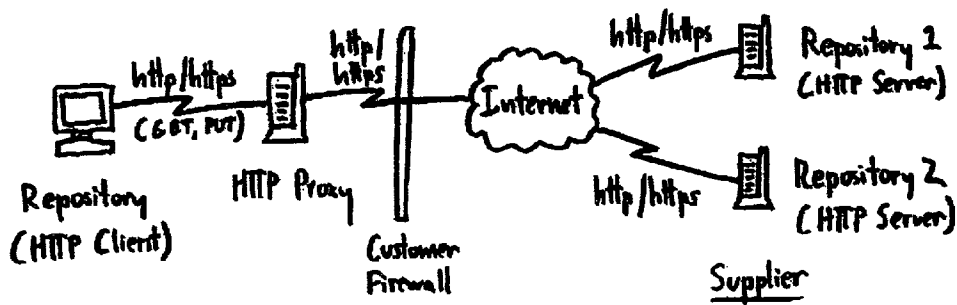 http/https
(GET, PUT)
Repository
(HTTP Client)
HTTP Proxy
http/
https
Customer
Firewall
Internet
http/https
Repository 1
(HTTP Server)
http/https
Repository 2
(HTTP Server)
Supplier